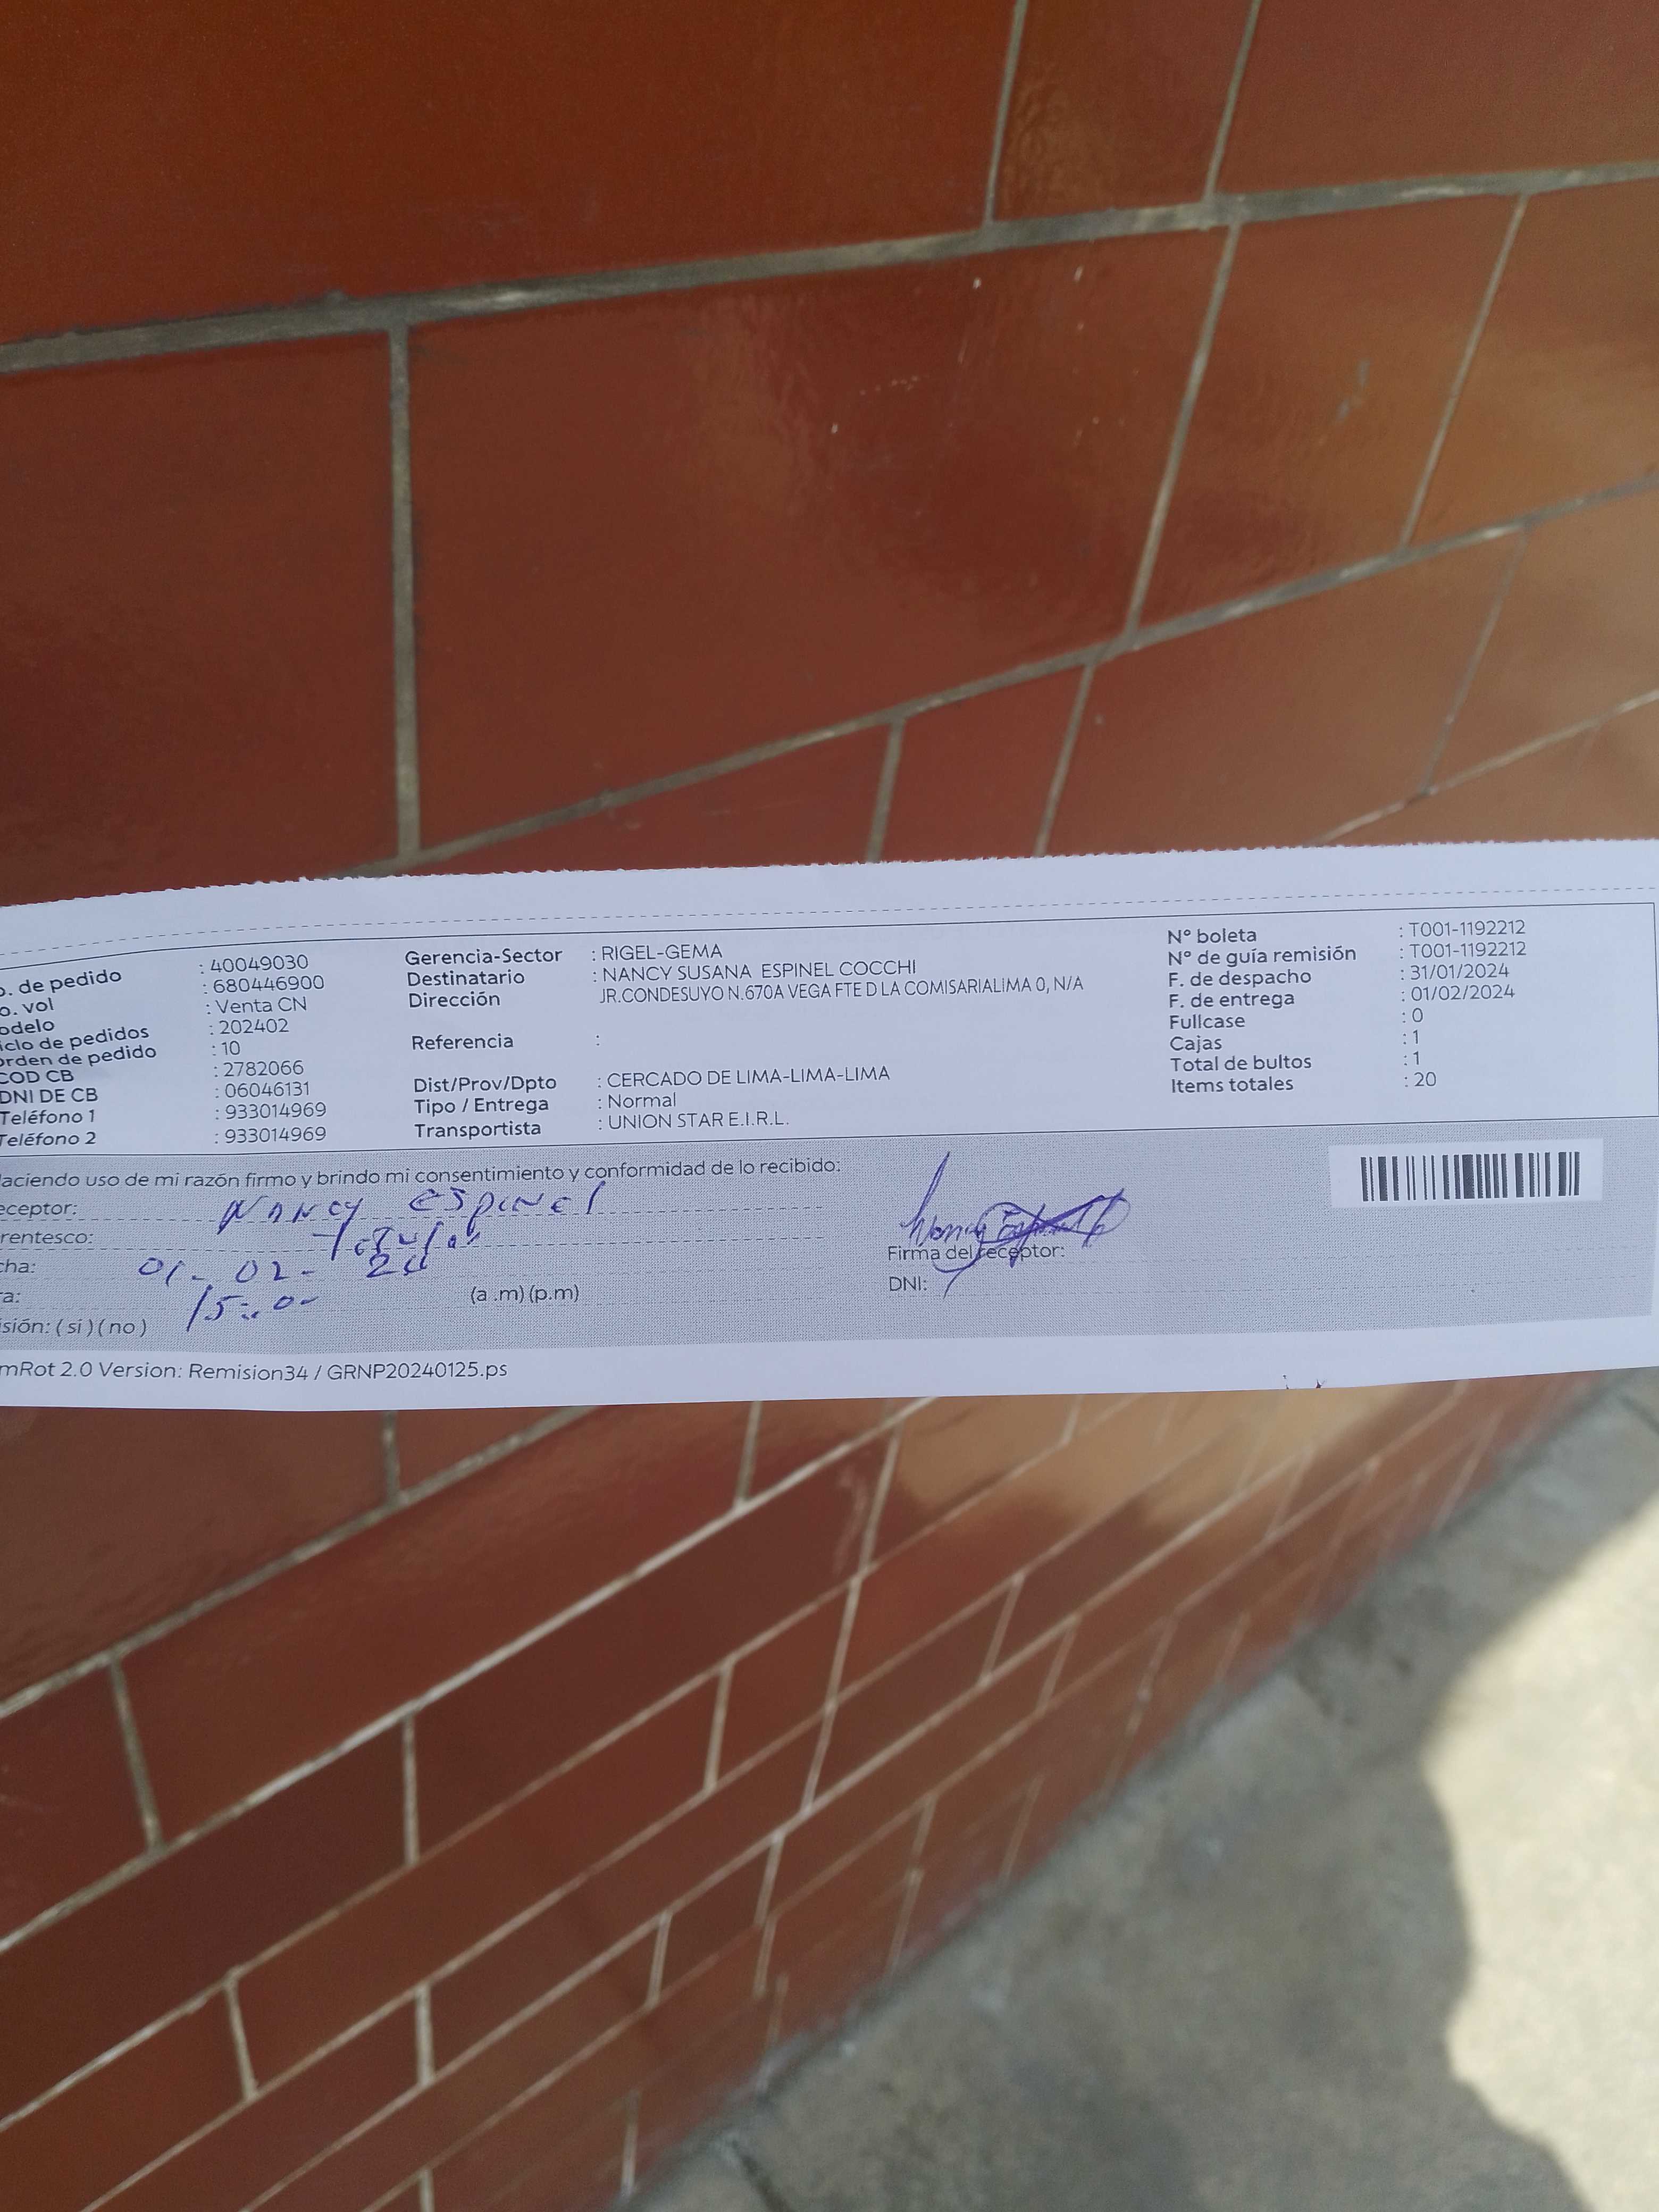 o. de pedido : 40049030
o. vol : 680446900
odelo : Venta CN
iclo de pedidos : 202402
orden de pedido : 10
COD CB : 2782066
DNI DE CB : 06046131
Teléfono 1 : 933014969
Teléfono 2 : 933014969
Gerencia-Sector : RIGEL-GEMA
Destinatario : NANCY SUSANA ESPINEL COCCHI
Dirección JR.CONDESUYO N.670A VEGA FTE D LA COMISARIALIMA 0, N/A
Referencia :
Dist/Prov/Dpto : CERCADO DE LIMA-LIMA-LIMA
Tipo / Entrega : Normal
Transportista : UNION STAR E.I.R.L.
N° boleta : T001-1192212
N° de guía remisión : T001-1192212
F. de despacho : 31/01/2024
F. de entrega : 01/02/2024
Fullcase : 0
Cajas : 1
Total de bultos : 1
Items totales : 20
aciendo uso de mi razón firmo y brindo mi consentimiento y conformidad de lo recibido:
eceptor: Nancy espinel
rentesco: Titular
cha: 01-02-24
ra: 15:00 (a .m) (p.m)
sión: ( si ) ( no )
Firma del receptor:
DNI:
mRot 2.0 Version: Remision34 / GRNP20240125.ps